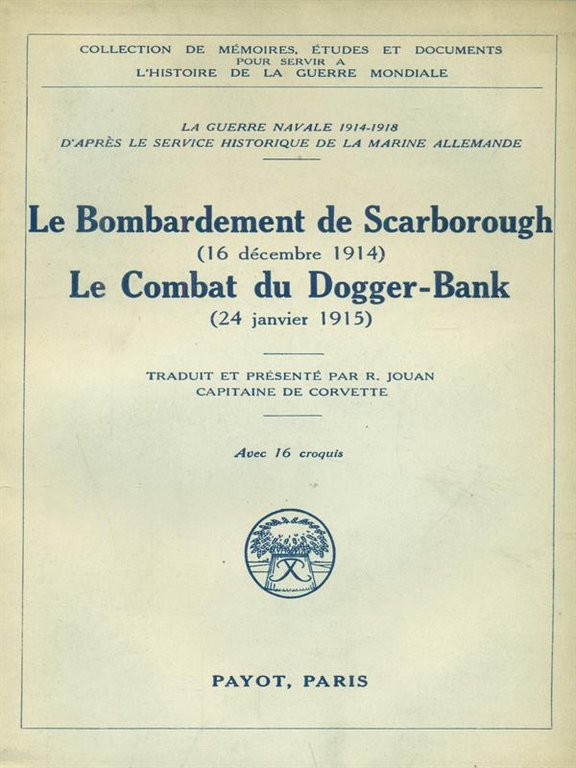 COLLECTION DE MÉMOIRES, ÉTUDES ET DOCUMENTS
POUR SERVIR A
L'HISTOIRE DE LA GUERRE MONDIALE
LA GUERRE NAVALE 1914-1918
D'APRÈS LE SERVICE HISTORIQUE DE LA MARINE ALLEMANDE
Le Bombardement de Scarborough
(16 décembre 1914)
Le Combat du Dogger-Bank
(24 janvier 1915)
TRADUIT ET PRÉSENTÉ PAR R. JOUAN
CAPITAINE DE CORVETTE
Avec 16 croquis
PAYOT, PARIS